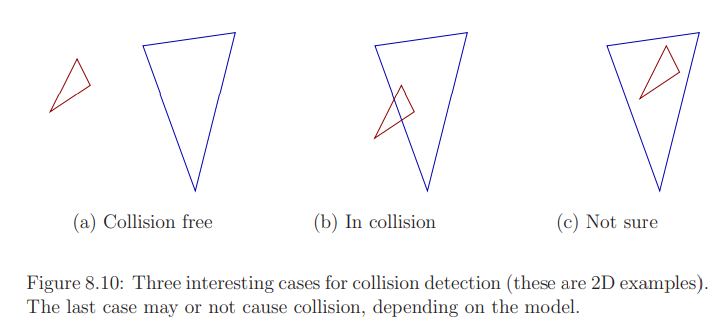 (a) Collision free (b) In collision (c) Not sure
Figure 8.10: Three interesting cases for collision detection (these are 2D examples).
The last case may or not cause collision, depending on the model.